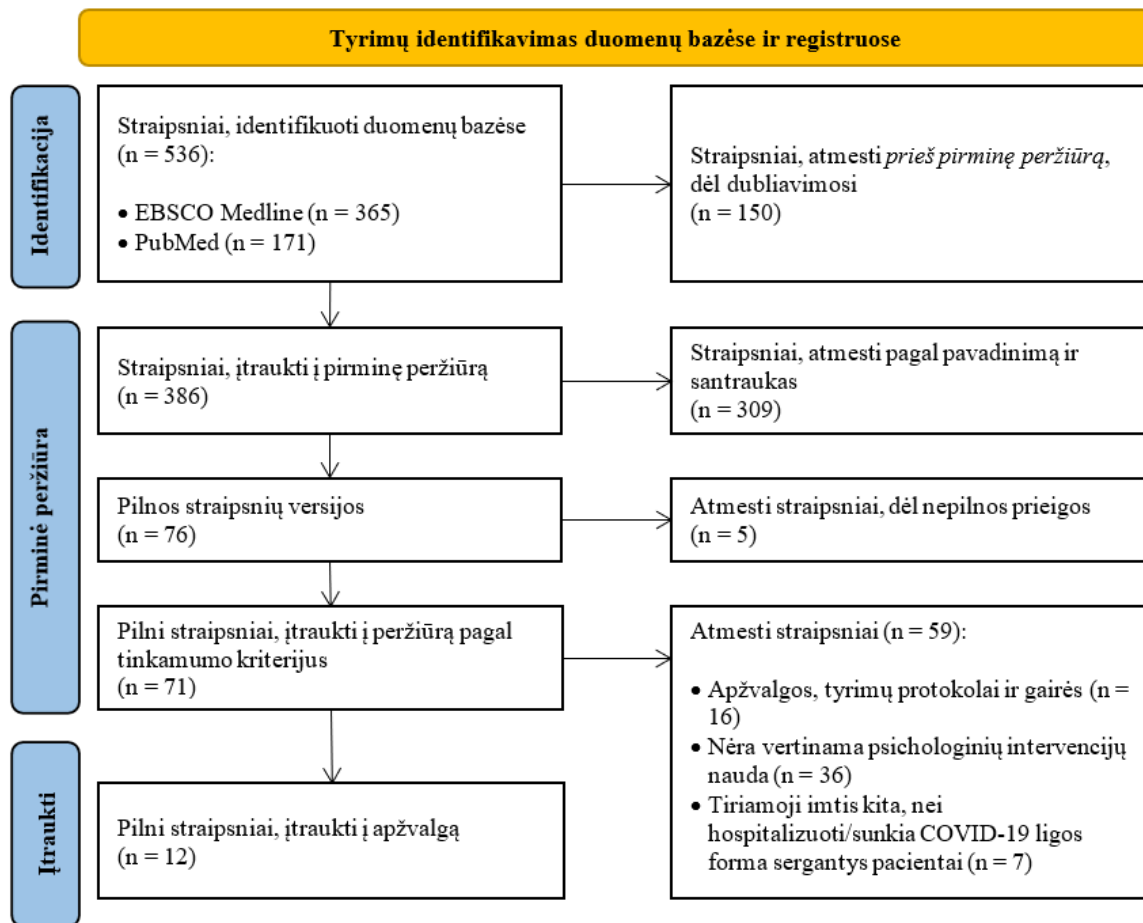 Tyrimų identifikavimas duomenų bazėse ir registruose
Identifikacija
Straipsniai, identifikuoti duomenų bazėse
(n = 536):
• EBSCO Medline (n = 365)
• PubMed (n = 171)
Straipsniai, atmesti prieš pirminę peržiūrą,
dėl dubliavimosi
(n = 150)
Pirminė peržiūra
Straipsniai, įtraukti į pirminę peržiūrą
(n = 386)
Straipsniai, atmesti pagal pavadinimą ir
santraukas
(n = 309)
Pilnos straipsnių versijos
(n = 76)
Atmesti straipsniai, dėl nepilnos prieigos
(n = 5)
Pilni straipsniai, įtraukti į peržiūrą pagal
tinkamumo kriterijus
(n = 71)
Atmesti straipsniai (n = 59):
• Apžvalgos, tyrimų protokolai ir gairės (n =
16)
• Nėra vertinama psichologinių intervencijų
nauda (n = 36)
• Tiriamoji imtis kita, nei
hospitalizuoti/sunkia COVID-19 ligos
forma sergantys pacientai (n = 7)
Įtraukti
Pilni straipsniai, įtraukti į apžvalgą
(n = 12)